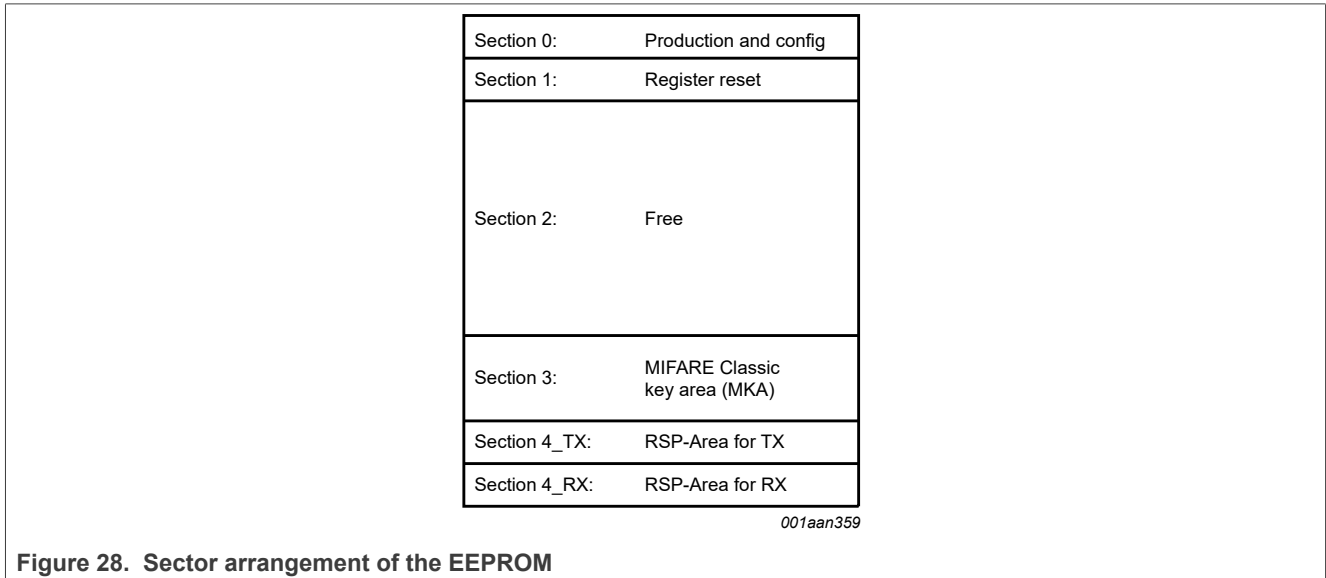 Section 0: Production and config
Section 1: Register reset
Section 2: Free
Section 3: MIFARE Classic
key area (MKA)
Section 4_TX: RSP-Area for TX
Section 4_RX: RSP-Area for RX
001aan359
Figure 28. Sector arrangement of the EEPROM